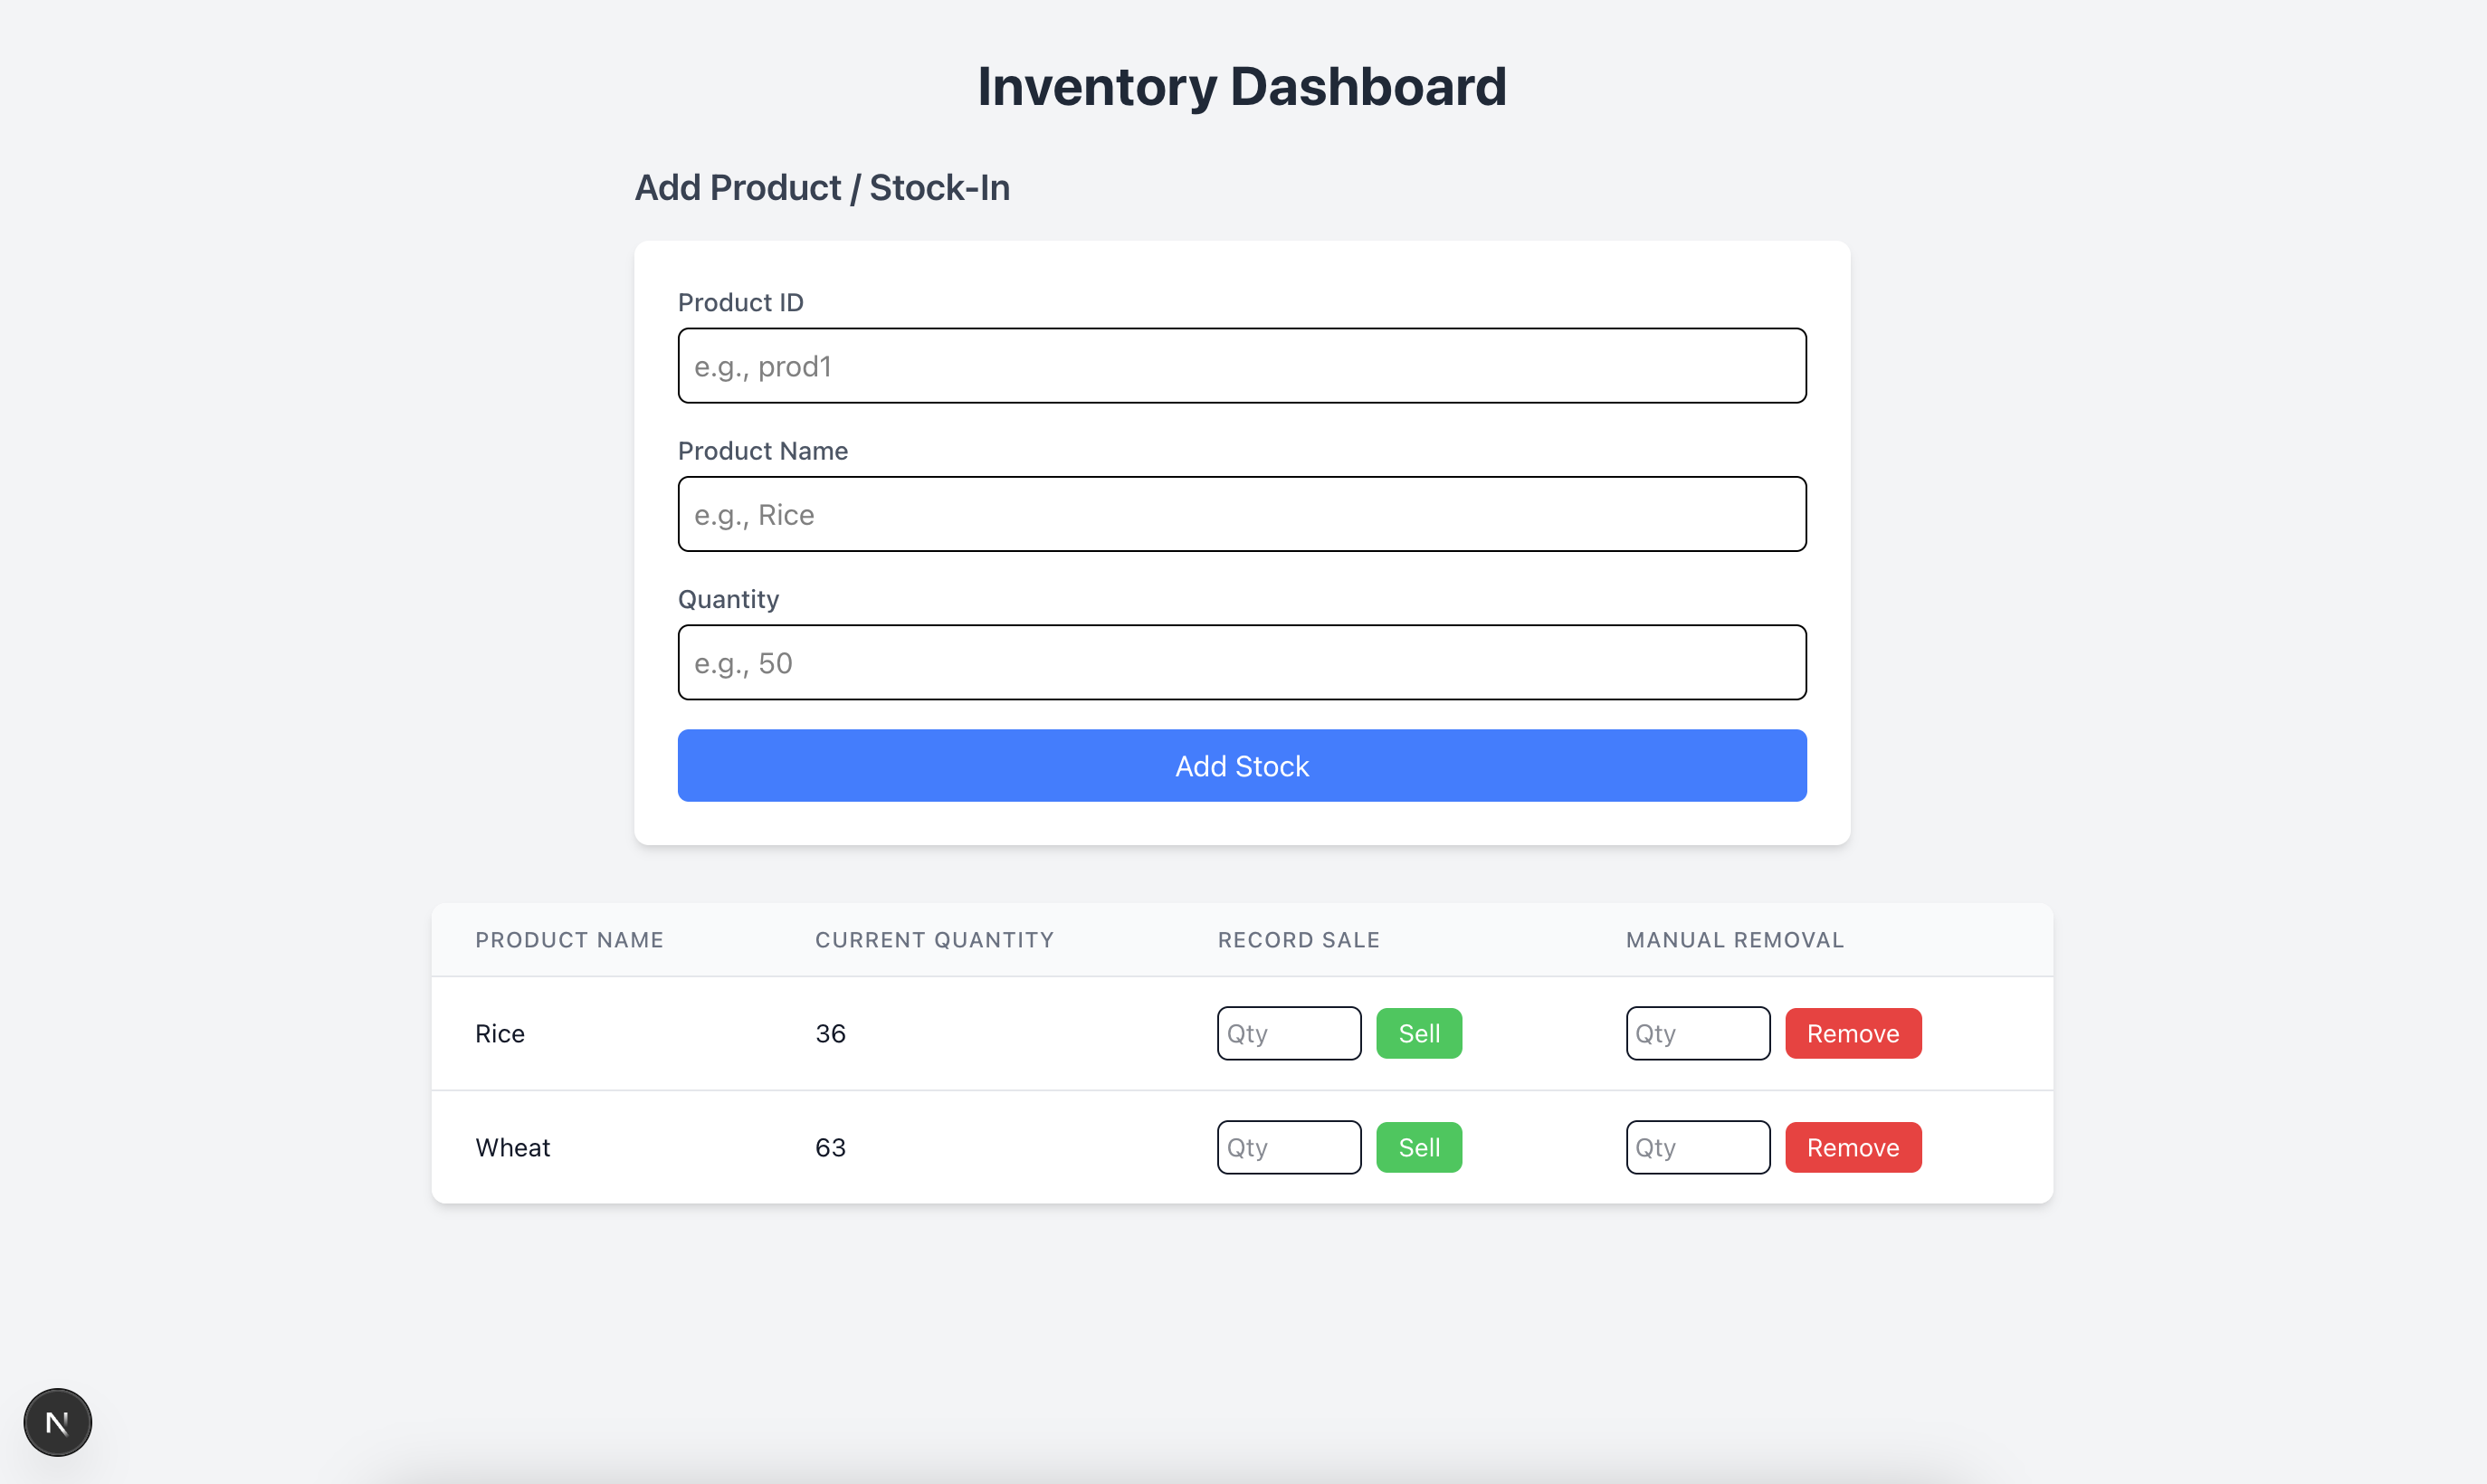 Inventory Dashboard
Add Product / Stock-In
Product ID
e.g., prod1
Product Name
e.g., Rice
Quantity
e.g., 50
Add Stock
PRODUCT NAME CURRENT QUANTITY RECORD SALE MANUAL REMOVAL
Rice 36 Qty Sell Qty Remove
Wheat 63 Qty Sell Qty Remove
N